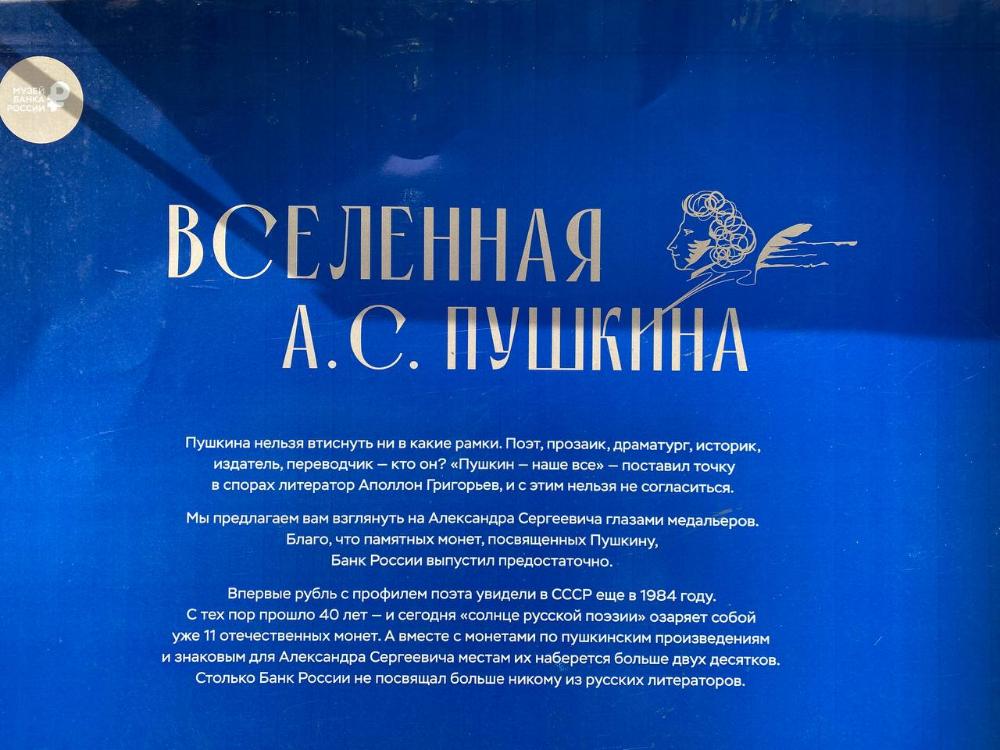 МУЗЕЙ
БАНКА
РОССИИ
ВСЕЛЕННАЯ
А.С. ПУШКИНА
Пушкина нельзя втиснуть ни в какие рамки. Поэт, прозаик, драматург, историк,
издатель, переводчик — кто он? «Пушкин — наше все» — поставил точку
в спорах литератор Аполлон Григорьев, и с этим нельзя не согласиться.
Мы предлагаем вам взглянуть на Александра Сергеевича глазами медальеров.
Благо, что памятных монет, посвященных Пушкину,
Банк России выпустил предостаточно.
Впервые рубль с профилем поэта увидели в СССР еще в 1984 году.
С тех пор прошло 40 лет — и сегодня «солнце русской поэзии» озаряет собой
уже 11 отечественных монет. А вместе с монетами по пушкинским произведениям
и знаковым для Александра Сергеевича местам их наберется больше двух десятков.
Столько Банк России не посвящал больше никому из русских литераторов.